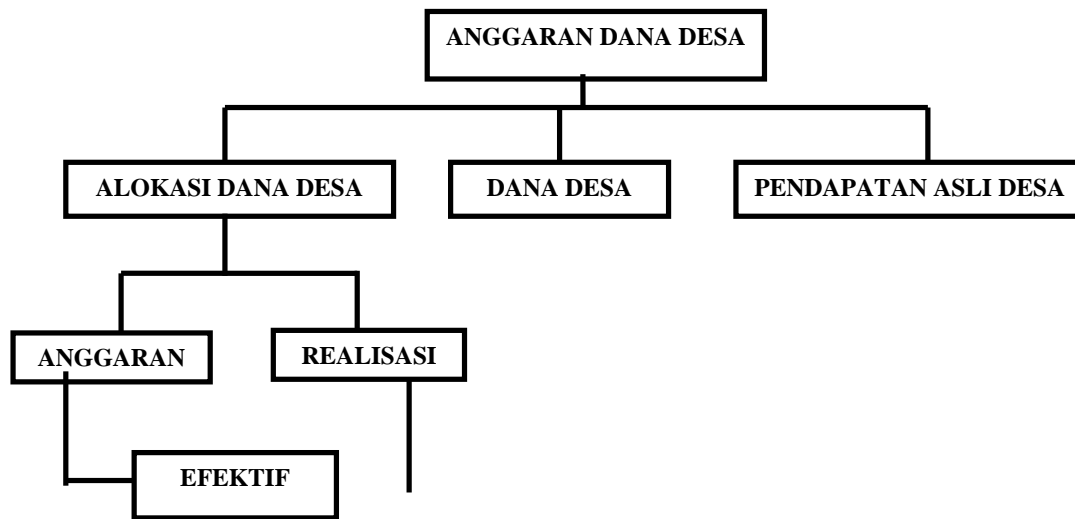 ANGGARAN DANA DESA
ALOKASI DANA DESA
DANA DESA
PENDAPATAN ASLI DESA
ANGGARAN
REALISASI
EFEKTIF